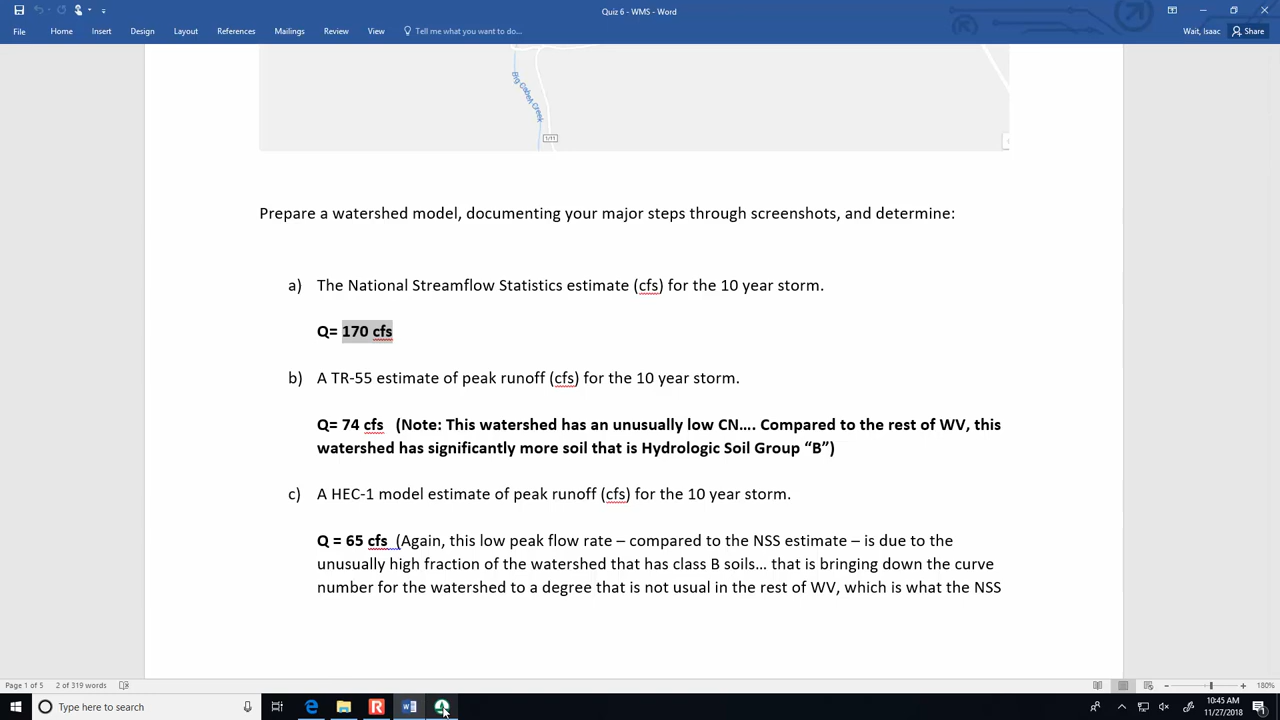 Quiz 6 - WMS - Word
File Home Insert Design Layout References Mailings Review View Tell me what you want to do... Wait, Isaac Share
Big Cabell Creek
1/11
Prepare a watershed model, documenting your major steps through screenshots, and determine:
a) The National Streamflow Statistics estimate (cfs) for the 10 year storm.
Q= 170 cfs
b) A TR-55 estimate of peak runoff (cfs) for the 10 year storm.
Q= 74 cfs (Note: This watershed has an unusually low CN…. Compared to the rest of WV, this
watershed has significantly more soil that is Hydrologic Soil Group “B”)
c) A HEC-1 model estimate of peak runoff (cfs) for the 10 year storm.
Q = 65 cfs (Again, this low peak flow rate – compared to the NSS estimate – is due to the
unusually high fraction of the watershed that has class B soils… that is bringing down the curve
number for the watershed to a degree that is not usual in the rest of WV, which is what the NSS
Page 1 of 5 2 of 319 words 180%
Type here to search 10:45 AM
11/27/2018